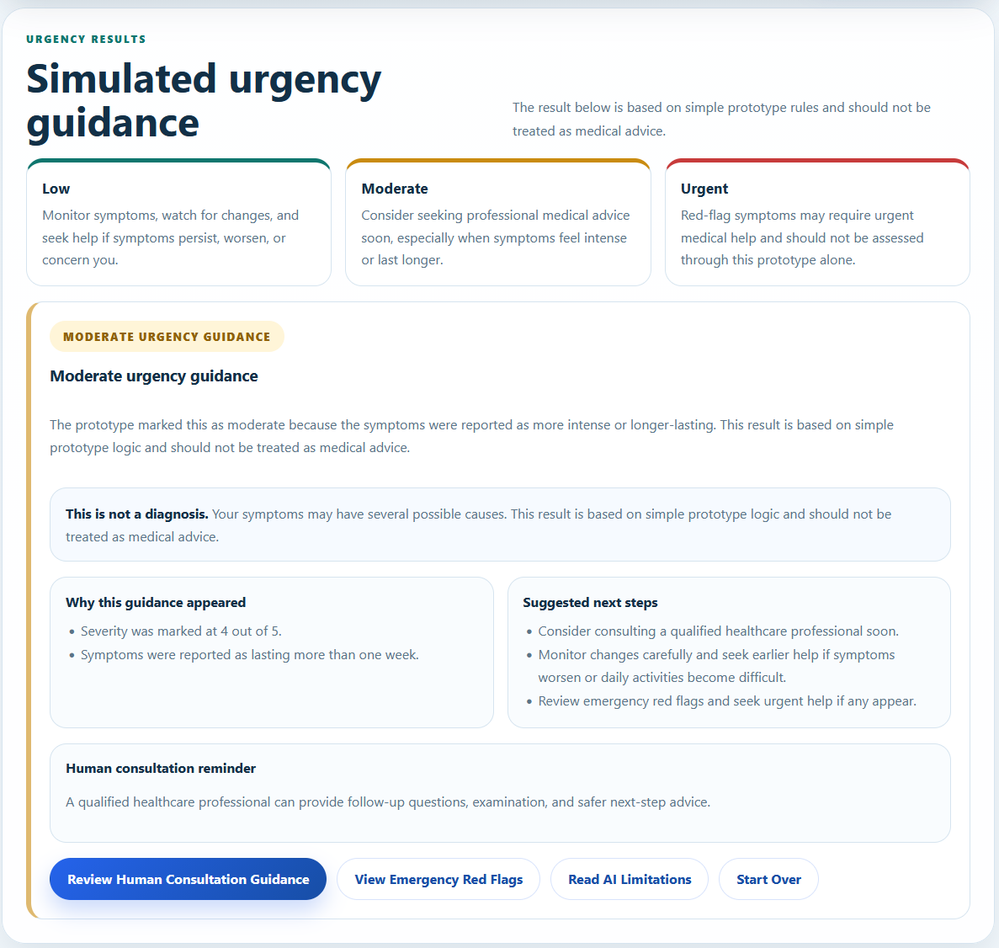 URGENCY RESULTS
Simulated urgency
guidance
The result below is based on simple prototype rules and should not be
treated as medical advice.
Low
Monitor symptoms, watch for changes, and
seek help if symptoms persist, worsen, or
concern you.
Moderate
Consider seeking professional medical advice
soon, especially when symptoms feel intense
or last longer.
Urgent
Red-flag symptoms may require urgent
medical help and should not be assessed
through this prototype alone.
MODERATE URGENCY GUIDANCE
Moderate urgency guidance
The prototype marked this as moderate because the symptoms were reported as more intense or longer-lasting. This result is based on simple
prototype logic and should not be treated as medical advice.
This is not a diagnosis. Your symptoms may have several possible causes. This result is based on simple prototype logic and should not be
treated as medical advice.
Why this guidance appeared
• Severity was marked at 4 out of 5.
• Symptoms were reported as lasting more than one week.
Suggested next steps
• Consider consulting a qualified healthcare professional soon.
• Monitor changes carefully and seek earlier help if symptoms
worsen or daily activities become difficult.
• Review emergency red flags and seek urgent help if any appear.
Human consultation reminder
A qualified healthcare professional can provide follow-up questions, examination, and safer next-step advice.
Review Human Consultation Guidance
View Emergency Red Flags
Read AI Limitations
Start Over